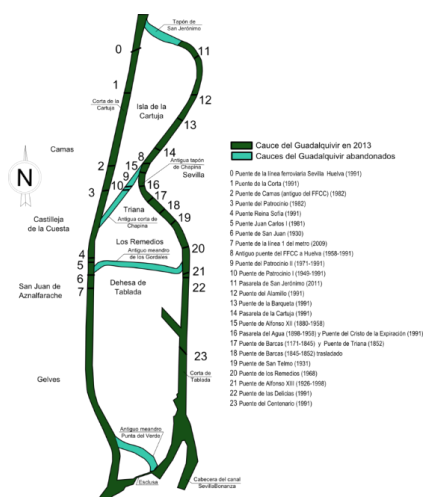 Tapón de
San Jerónimo
0
11
1
Corta de la
Cartuja
Isla de la
Cartuja
12
13
Camas
14
8
2
15
Antigua tapón
de Chapina
9
Sevilla
10
16
3
N
17
Triana
18
Antigua corta de
Chapina
19
Castilleja
de la Cuesta
Los Remedios
20
Antiguo meandro
de los Gordales
4
5
21
6
Dehesa de
Tablada
22
San Juan de
Aznalfarache
7
23
Gelves
Corta de
Tablada
Antiguo meandro
Punta del Verde
Esclusa
Cabecera del canal
SevillaBonanza
Cauce del Guadalquivir en 2013
Cauces del Guadalquivir abandonados
0 Puente de la línea ferroviaria Sevilla Huelva (1991)
1 Puente de la Corta (1991)
2 Puente de Camas (antiguo del FFCC) (1982)
3 Puente del Patrocinio (1982)
4 Puente Reina Sofía (1991)
5 Puente Juan Carlos I (1981)
6 Puente de San Juan (1930)
7 Puente de la línea 1 del metro (2009)
8 Antiguo puente del FFCC a Huelva (1958-1991)
9 Puente del Patrocinio II (1971-1991)
10 Puente de Patrocinio I (1949-1991)
11 Pasarela de San Jerónimo (2011)
12 Puente del Alamillo (1991)
13 Puente de la Barqueta (1991)
14 Pasarela de la Cartuja (1991)
15 Puente de Alfonso XII (1880-1958)
16 Pasarela del Agua (1898-1958) y Puente del Cristo de la Expiración (1991)
17 Puente de Barcas (1171-1845) y Puente de Triana (1852)
18 Puente de Barcas (1845-1852) trasladado
19 Puente de San Telmo (1931)
20 Puente de los Remedios (1968)
21 Puente de Alfonso XIII (1926-1998)
22 Puente de las Delicias (1991)
23 Puente del Centenario (1991)